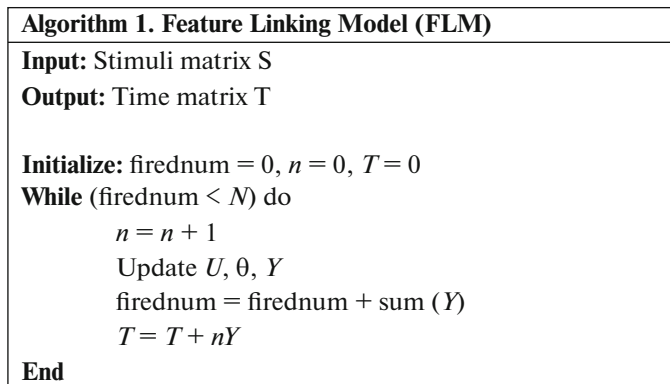 Algorithm 1. Feature Linking Model (FLM)
Input: Stimuli matrix S
Output: Time matrix T
Initialize: firednum = 0, n = 0, T = 0
While (firednum < N) do
n = n + 1
Update U, θ, Y
firednum = firednum + sum (Y)
T = T + nY
End